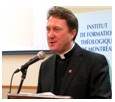 INSTITUT
DE FORMATION
THÉOLOGIQUE
DE MONTRÉAL